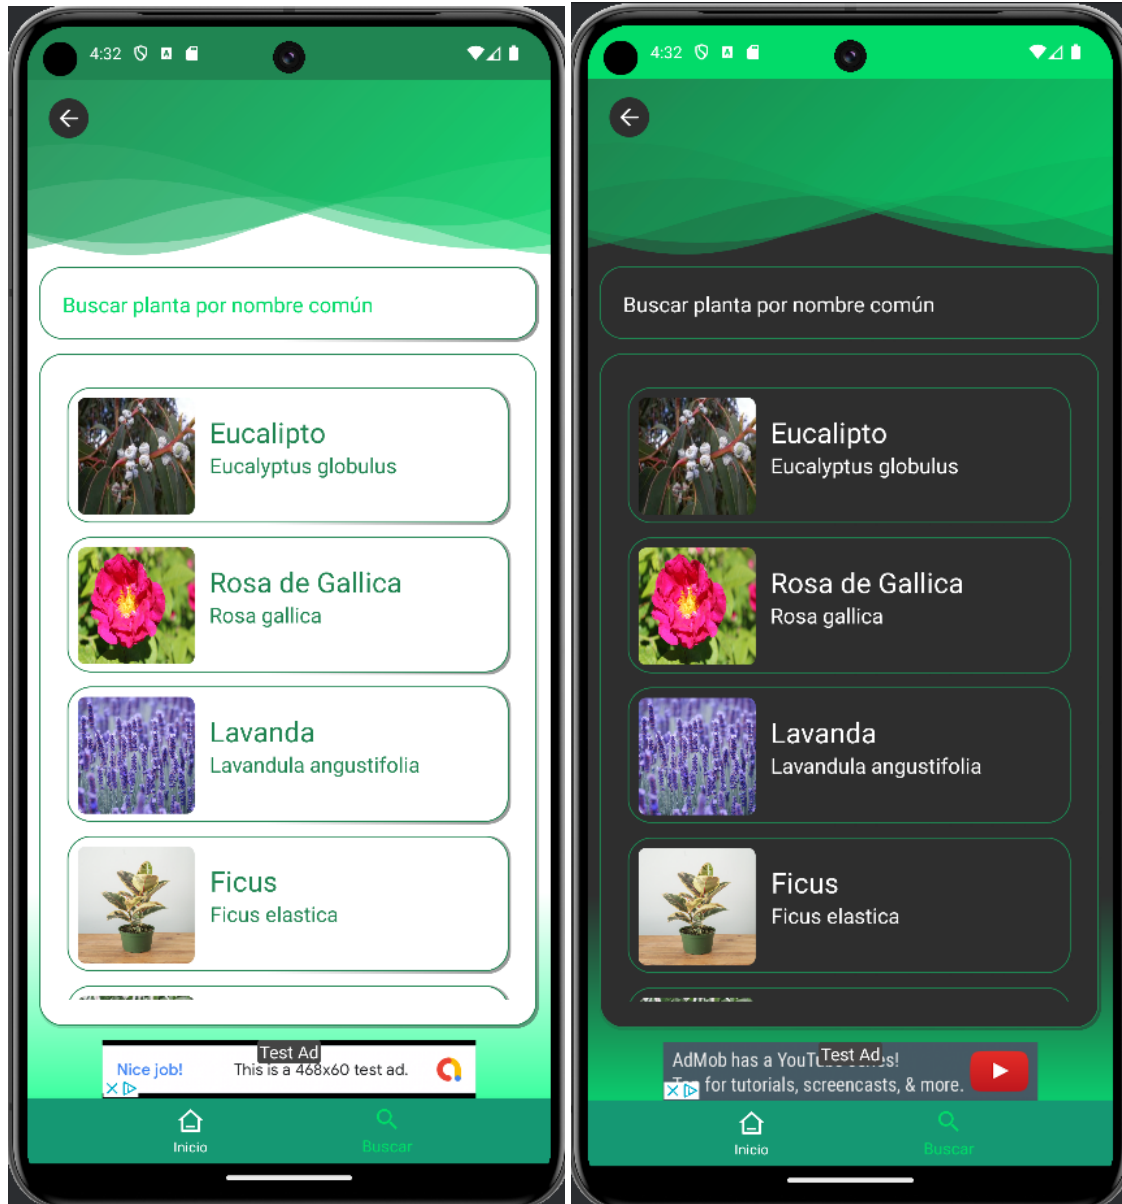 4:32
Buscar planta por nombre común
Eucalipto
Eucalyptus globulus
Rosa de Gallica
Rosa gallica
Lavanda
Lavandula angustifolia
Ficus
Ficus elastica
Test Ad
Nice job!
This is a 468x60 test ad.
Inicio
Buscar
4:32
Buscar planta por nombre común
Eucalipto
Eucalyptus globulus
Rosa de Gallica
Rosa gallica
Lavanda
Lavandula angustifolia
Ficus
Ficus elastica
Test Ad
AdMob has a YouTube
for tutorials, screencasts, & more.
Inicio
Buscar